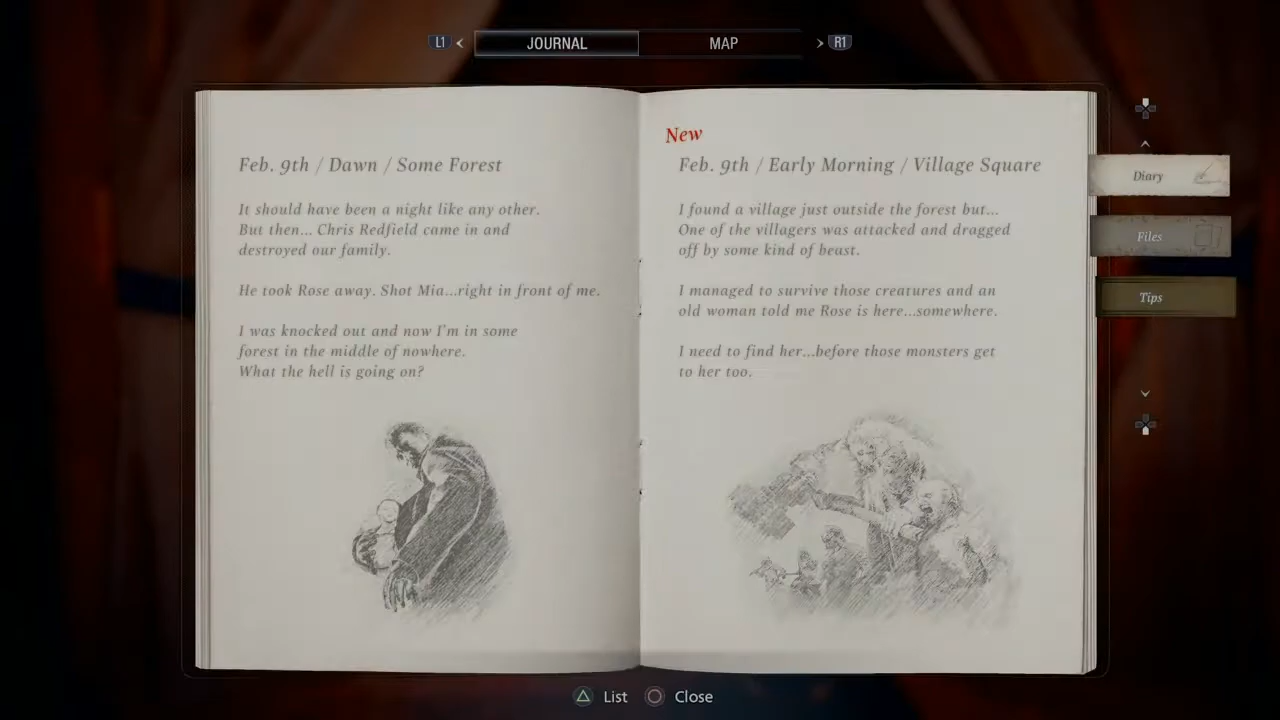 L1 < JOURNAL MAP > R1
Feb. 9th / Dawn / Some Forest
It should have been a night like any other.
But then... Chris Redfield came in and
destroyed our family.
He took Rose away. Shot Mia...right in front of me.
I was knocked out and now I'm in some
forest in the middle of nowhere.
What the hell is going on?
New
Feb. 9th / Early Morning / Village Square
I found a village just outside the forest but...
One of the villagers was attacked and dragged
off by some kind of beast.
I managed to survive those creatures and an
old woman told me Rose is here...somewhere.
I need to find her...before those monsters get
to her too.
Diary
Files
Tips
List Close